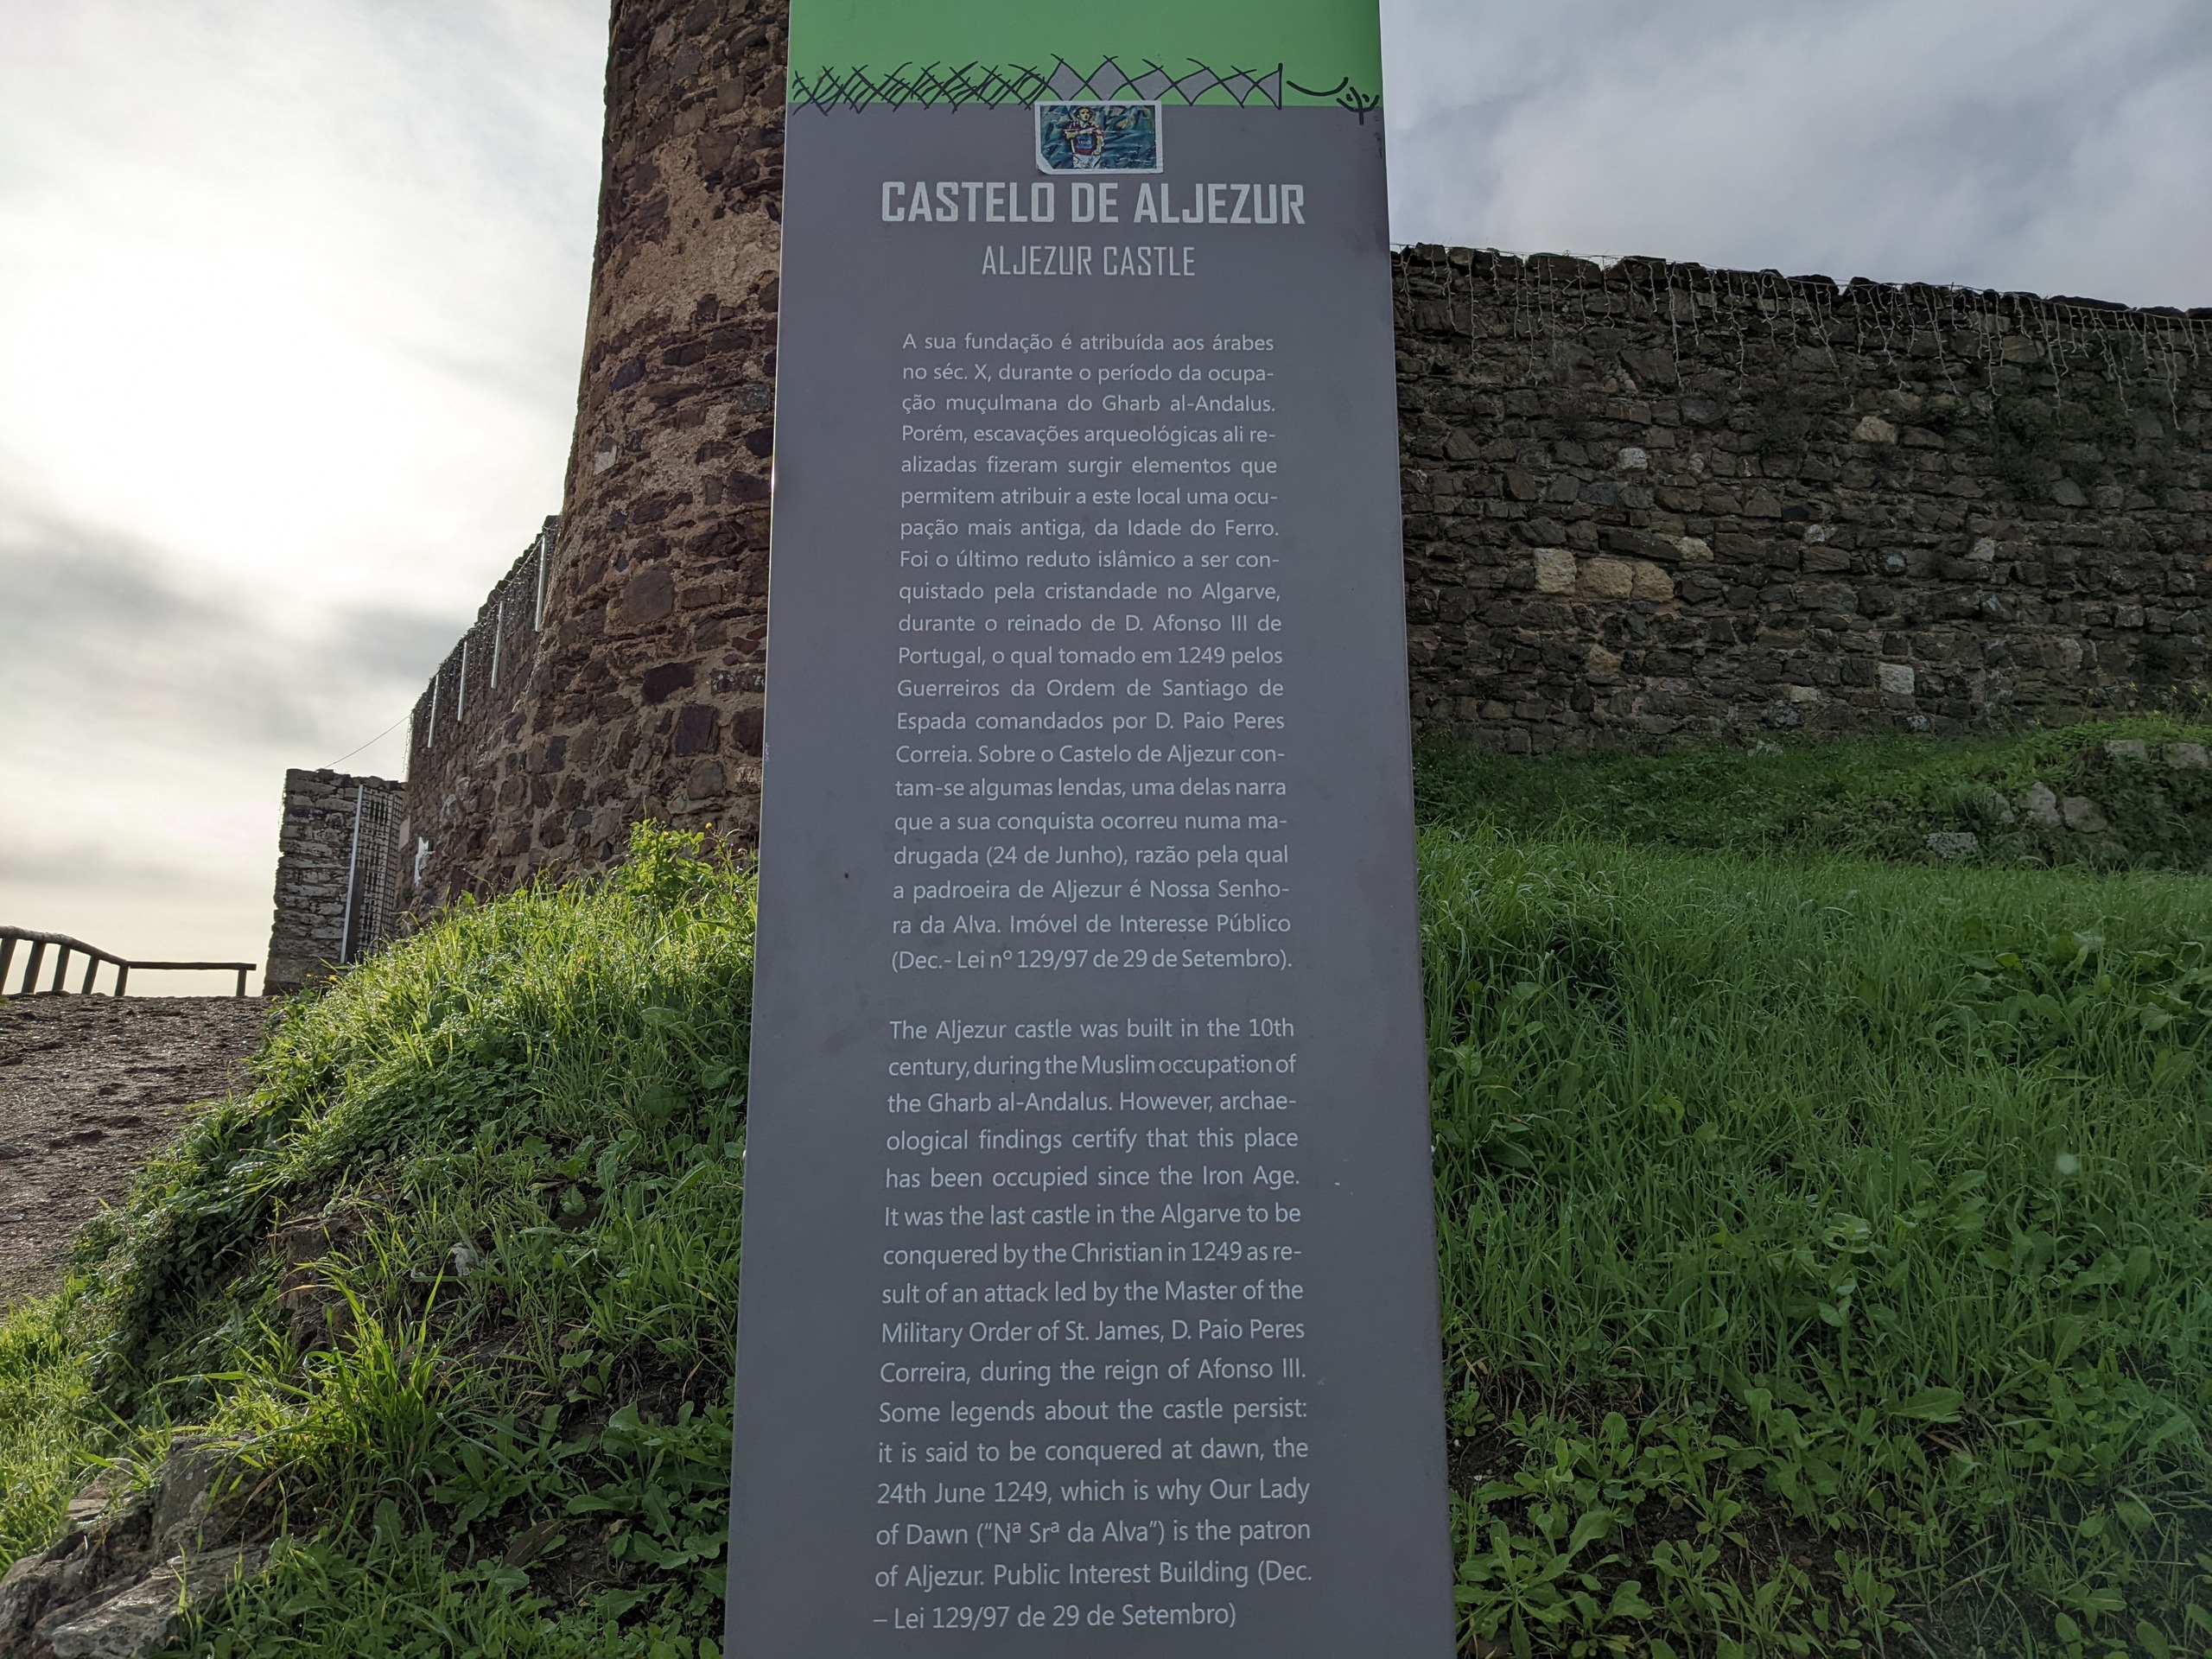 CASTELO DE ALJEZUR
ALJEZUR CASTLE
A sua fundação é atribuída aos árabes
no séc. X, durante o período da ocupa-
ção muçulmana do Gharb al-Andalus.
Porém, escavações arqueológicas ali re-
alizadas fizeram surgir elementos que
permitem atribuir a este local uma ocu-
pação mais antiga, da Idade do Ferro.
Foi o último reduto islâmico a ser con-
quistado pela cristandade no Algarve,
durante o reinado de D. Afonso III de
Portugal, o qual tomado em 1249 pelos
Guerreiros da Ordem de Santiago de
Espada comandados por D. Paio Peres
Correia. Sobre o Castelo de Aljezur con-
tam-se algumas lendas, uma delas narra
que a sua conquista ocorreu numa ma-
drugada (24 de Junho), razão pela qual
a padroeira de Aljezur é Nossa Senho-
ra da Alva. Imóvel de Interesse Público
(Dec.- Lei nº 129/97 de 29 de Setembro).
The Aljezur castle was built in the 10th
century, during the Muslim occupation of
the Gharb al-Andalus. However, archae-
ological findings certify that this place
has been occupied since the Iron Age.
It was the last castle in the Algarve to be
conquered by the Christian in 1249 as re-
sult of an attack led by the Master of the
Military Order of St. James, D. Paio Peres
Correira, during the reign of Afonso III.
Some legends about the castle persist:
it is said to be conquered at dawn, the
24th June 1249, which is why Our Lady
of Dawn (“Nª Srª da Alva”) is the patron
of Aljezur. Public Interest Building (Dec.
– Lei 129/97 de 29 de Setembro)